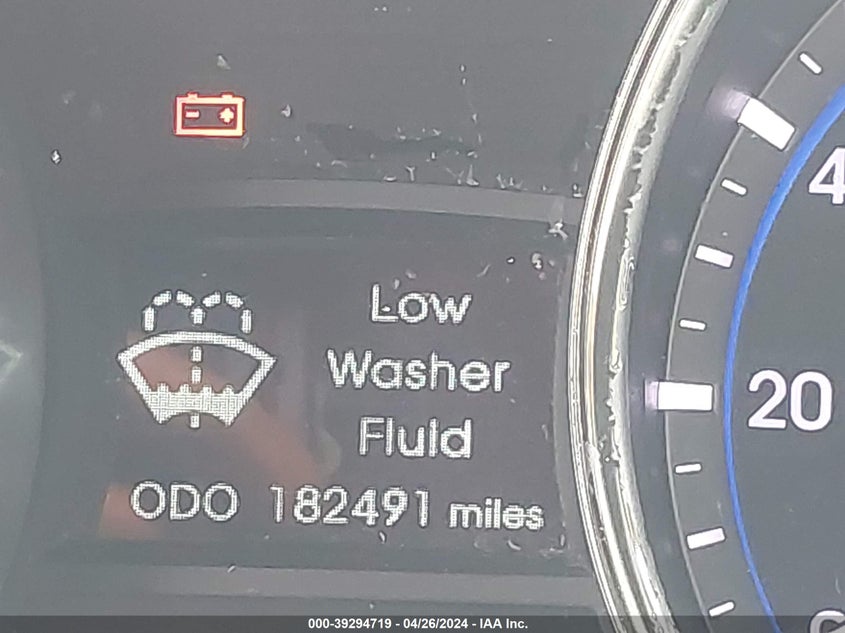 4
Low
Washer
20
Fluid
ODO 182491 miles
000-39294719 - 04/26/2024 - IAA Inc.